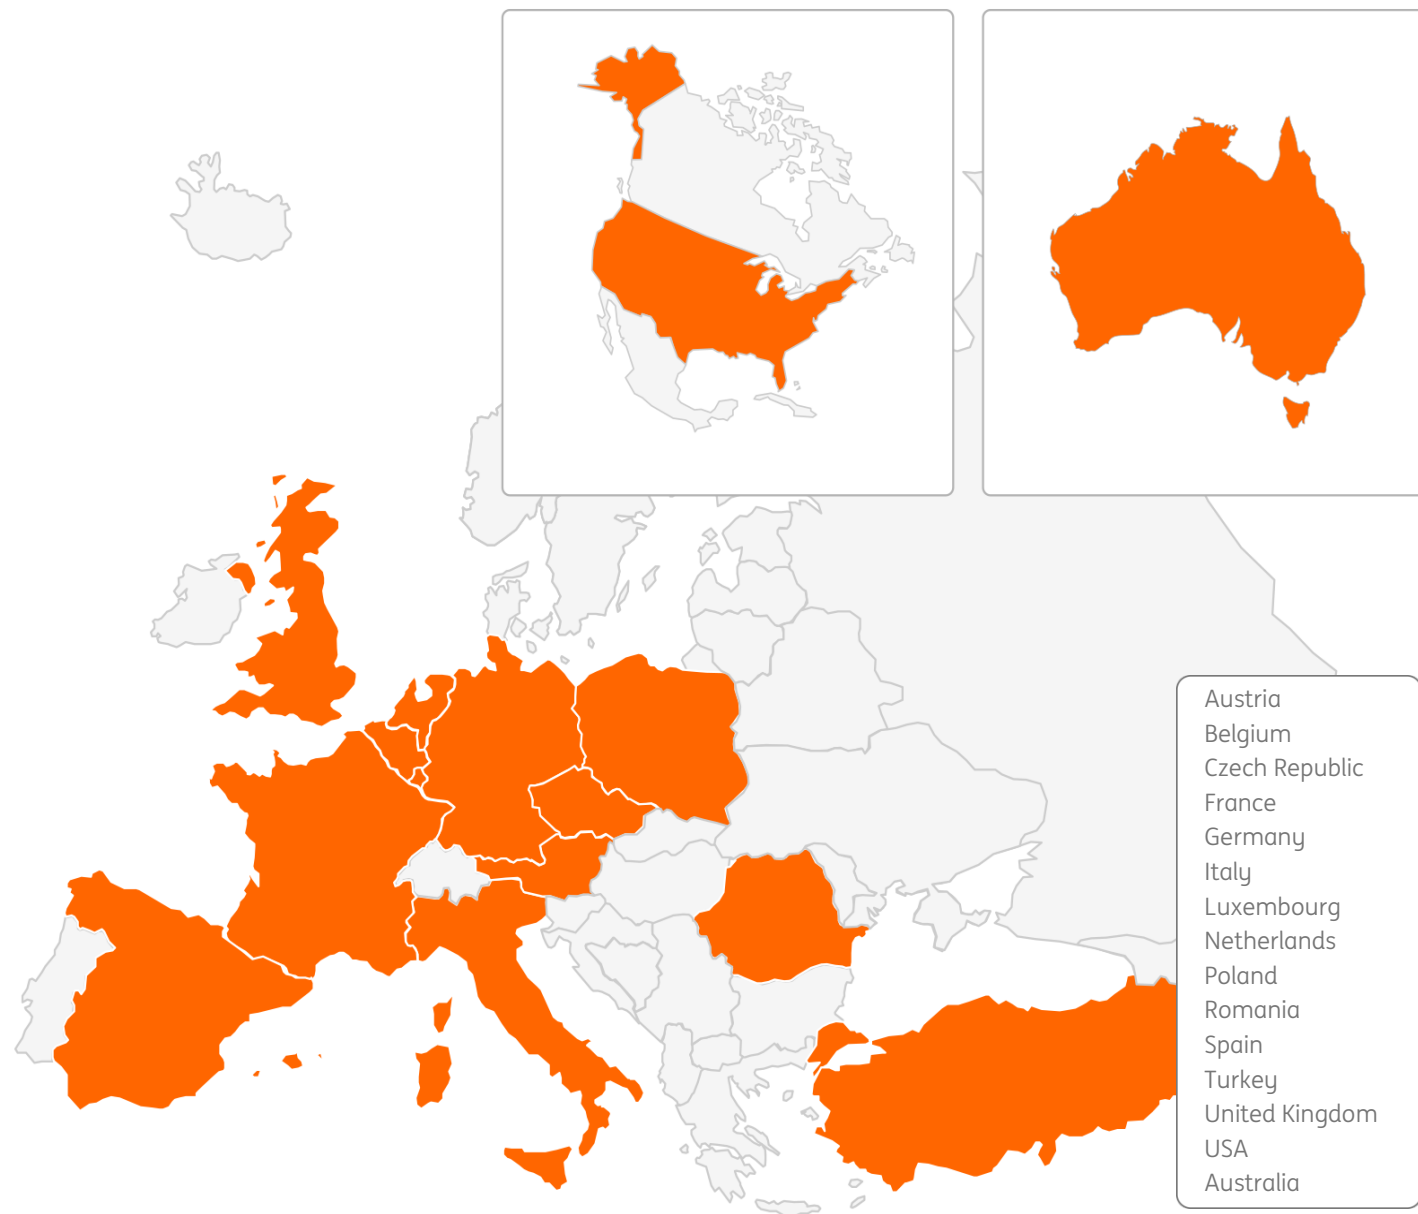 Austria
Belgium
Czech Republic
France
Germany
Italy
Luxembourg
Netherlands
Poland
Romania
Spain
Turkey
United Kingdom
USA
Australia